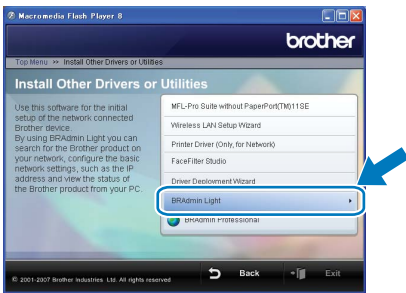 Macromedia Flash Player 8
brother
Top Menu >> Install Other Drivers or Utilities
Install Other Drivers or Utilities
Use this software for the initial
setup of the network connected
Brother device.
By using BRAdmin Light you can
search for the Brother product on
your network, configure the basic
network settings, such as the IP
address and view the status of
the Brother product from your PC.
MFL-Pro Suite without PaperPort(TM)11SE
Wireless LAN Setup Wizard
Printer Driver (Only, for Network)
FaceFilter Studio
Driver Deployment Wizard
BRAdmin Light
BRAdmin Professional
© 2001-2007 Brother Industries Ltd. All rights reserved
Back
Exit